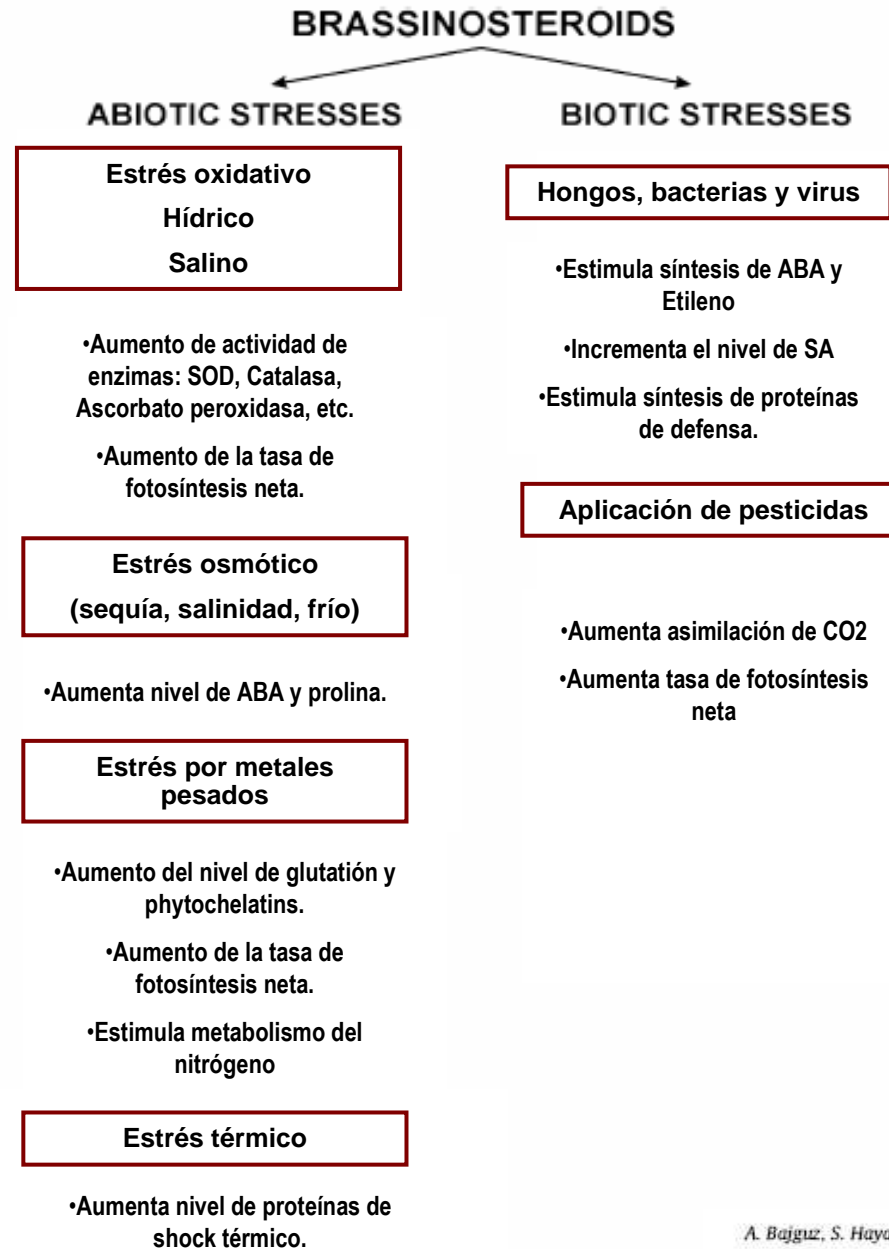 BRASSINOSTEROIDS
ABIOTIC STRESSES
Estrés oxidativo
Hídrico
Salino
•Aumento de actividad de
enzimas: SOD, Catalasa,
Ascorbato peroxidasa, etc.
•Aumento de la tasa de
fotosíntesis neta.
Estrés osmótico
(sequía, salinidad, frío)
•Aumenta nivel de ABA y prolina.
Estrés por metales
pesados
•Aumento del nivel de glutatión y
phytochelatins.
•Aumento de la tasa de
fotosíntesis neta.
•Estimula metabolismo del
nitrógeno
Estrés térmico
•Aumenta nivel de proteínas de
shock térmico.
BIOTIC STRESSES
Hongos, bacterias y virus
•Estimula síntesis de ABA y
Etileno
•Incrementa el nivel de SA
•Estimula síntesis de proteínas
de defensa.
Aplicación de pesticidas
•Aumenta asimilación de CO2
•Aumenta tasa de fotosíntesis
neta
A. Bajguz, S.